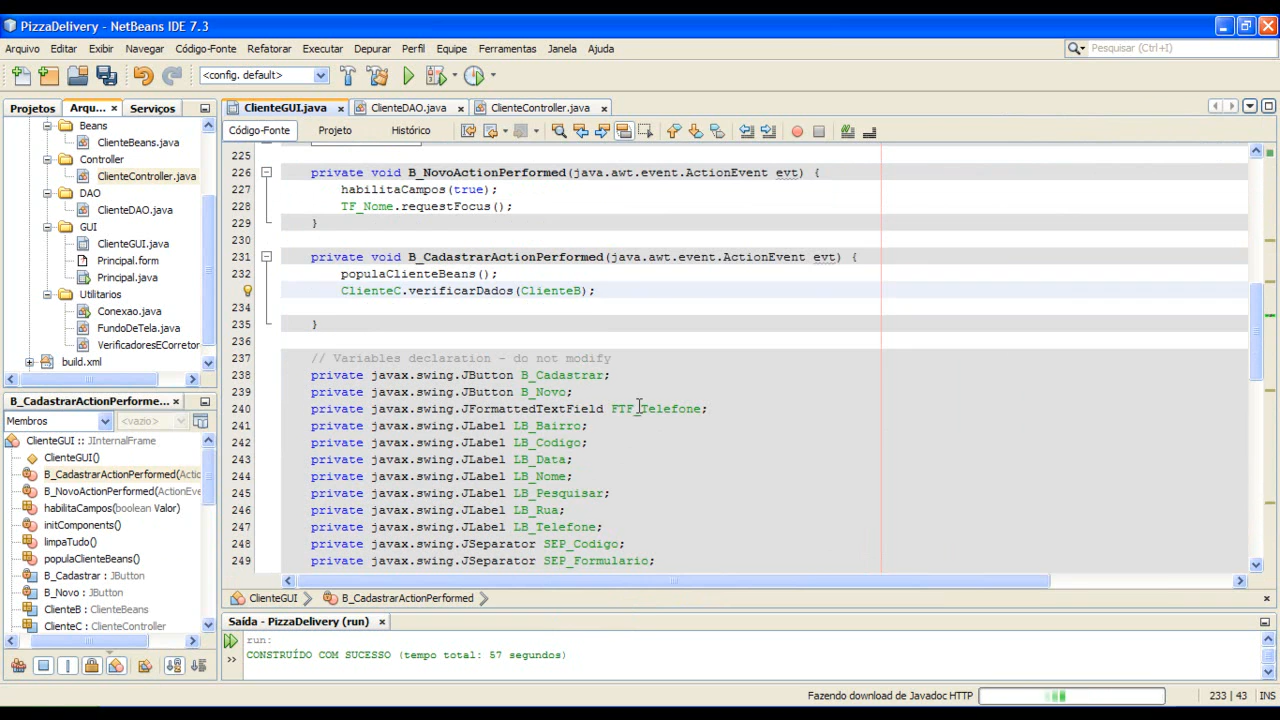 PizzaDelivery - NetBeans IDE 7.3
Arquivo Editar Exibir Navegar Código-Fonte Refatorar Executar Depurar Perfil Equipe Ferramentas Janela Ajuda
Pesquisar (Ctrl+I)
<config. default>
Projetos Arqu... Serviços
ClienteGUI.java ClienteDAO.java ClienteController.java
Código-Fonte Projeto Histórico
Beans
ClienteBeans.java
Controller
ClienteController.java
DAO
ClienteDAO.java
GUI
ClienteGUI.java
Principal.form
Principal.java
Utilitarios
Conexao.java
FundoDeTela.java
VerificadoresECorretor
build.xml
225
226 private void B_NovoActionPerformed(java.awt.event.ActionEvent evt) {
227 habilitaCampos(true);
228 TF_Nome.requestFocus();
229 }
230
231 private void B_CadastrarActionPerformed(java.awt.event.ActionEvent evt) {
232 populaClienteBeans();
ClienteC.verificarDados(ClienteB);
234
235 }
236
237 // Variables declaration - do not modify
238 private javax.swing.JButton B_Cadastrar;
239 private javax.swing.JButton B_Novo;
240 private javax.swing.JFormattedTextField FTF_Telefone;
241 private javax.swing.JLabel LB_Bairro;
242 private javax.swing.JLabel LB_Codigo;
243 private javax.swing.JLabel LB_Data;
244 private javax.swing.JLabel LB_Nome;
245 private javax.swing.JLabel LB_Pesquisar;
246 private javax.swing.JLabel LB_Rua;
247 private javax.swing.JLabel LB_Telefone;
248 private javax.swing.JSeparator SEP_Codigo;
249 private javax.swing.JSeparator SEP_Formulario;
B_CadastrarActionPerforme...
Membros <vazio>
ClienteGUI :: JInternalFrame
ClienteGUI()
B_CadastrarActionPerformed(Actio
B_NovoActionPerformed(ActionEve
habilitaCampos(boolean Valor)
initComponents()
limpaTudo()
populaClienteBeans()
B_Cadastrar : JButton
B_Novo : JButton
ClienteB : ClienteBeans
ClienteC : ClienteController
ClienteGUI B_CadastrarActionPerformed
Saída - PizzaDelivery (run)
run:
CONSTRUÍDO COM SUCESSO (tempo total: 57 segundos)
Fazendo download de Javadoc HTTP 233 | 43 INS